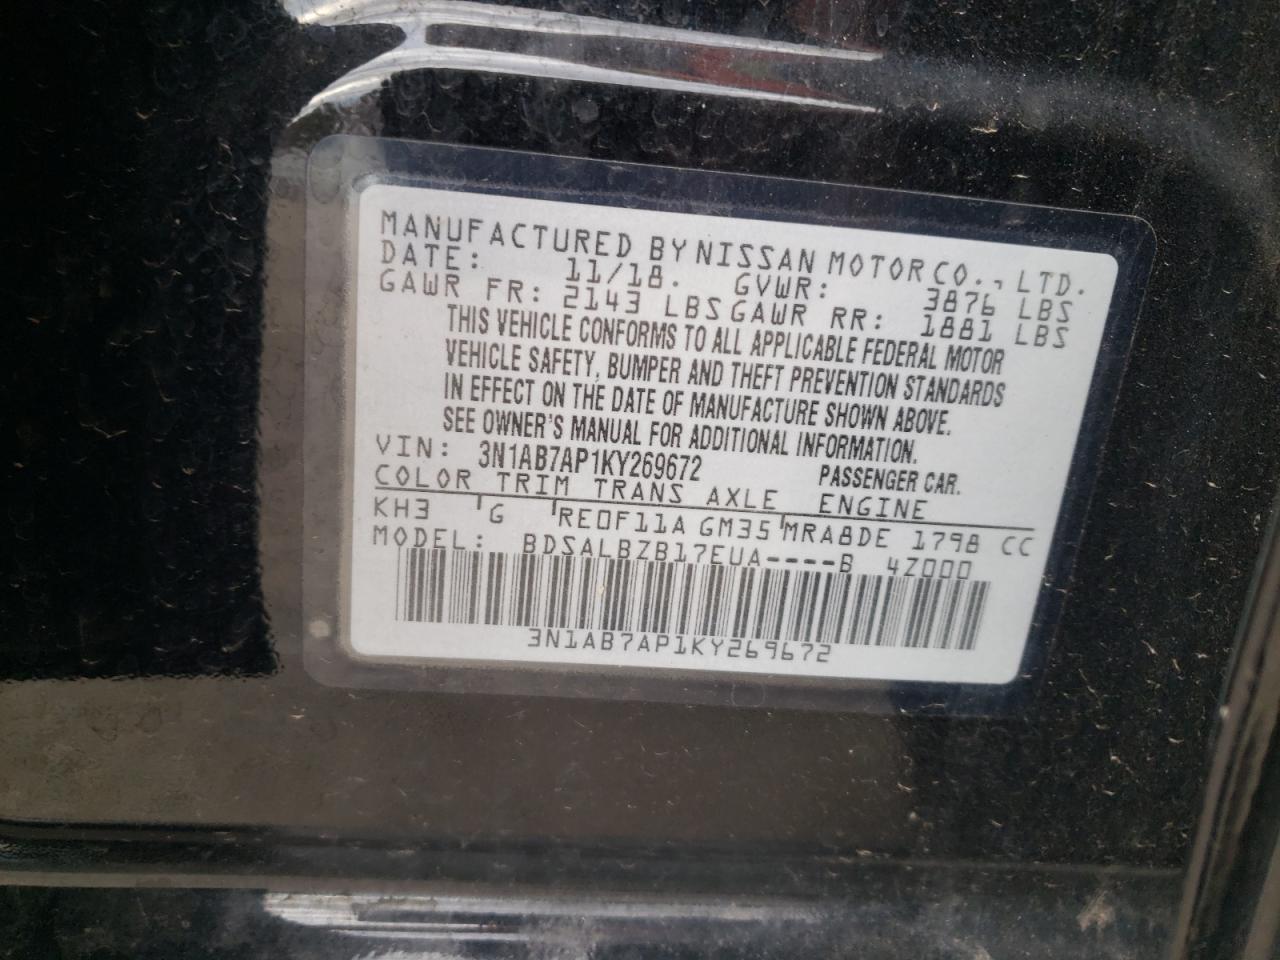 MANUFACTURED BY NISSAN MOTOR CO., LTD.
DATE: 11/18. GVWR: 3876 LBS
GAWR FR: 2143 LBS GAWR RR: 1881 LBS
THIS VEHICLE CONFORMS TO ALL APPLICABLE FEDERAL MOTOR
VEHICLE SAFETY, BUMPER AND THEFT PREVENTION STANDARDS
IN EFFECT ON THE DATE OF MANUFACTURE SHOWN ABOVE.
SEE OWNER'S MANUAL FOR ADDITIONAL INFORMATION.
VIN: 3N1AB7AP1KY269672 PASSENGER CAR.
COLOR TRIM TRANS AXLE ENGINE
KH3 G RE0F11A GM35 MRA8DE 1798 CC
MODEL: BDSALBZB17EUA----B 4Z000
3N1AB7AP1KY269672